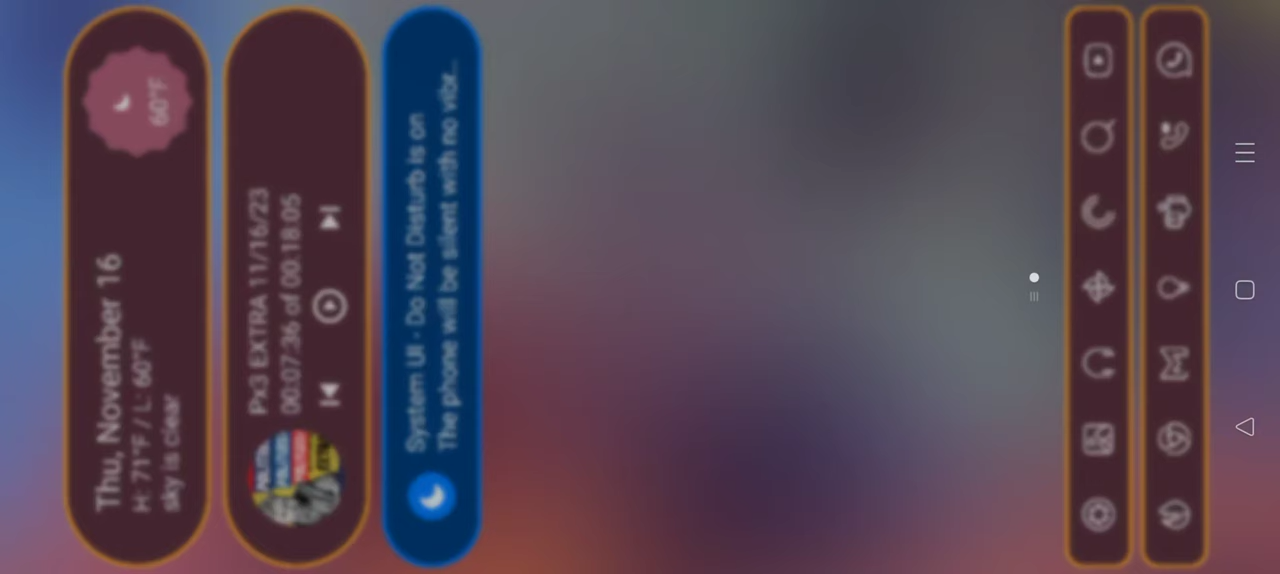 Thu, November 16
H: 71°F / L: 60°F
sky is clear
60°F
Px3 EXTRA 11/16/23
00:07:36 of 00:18:05
System UI · Do Not Disturb is on
The phone will be silent with no vibr...